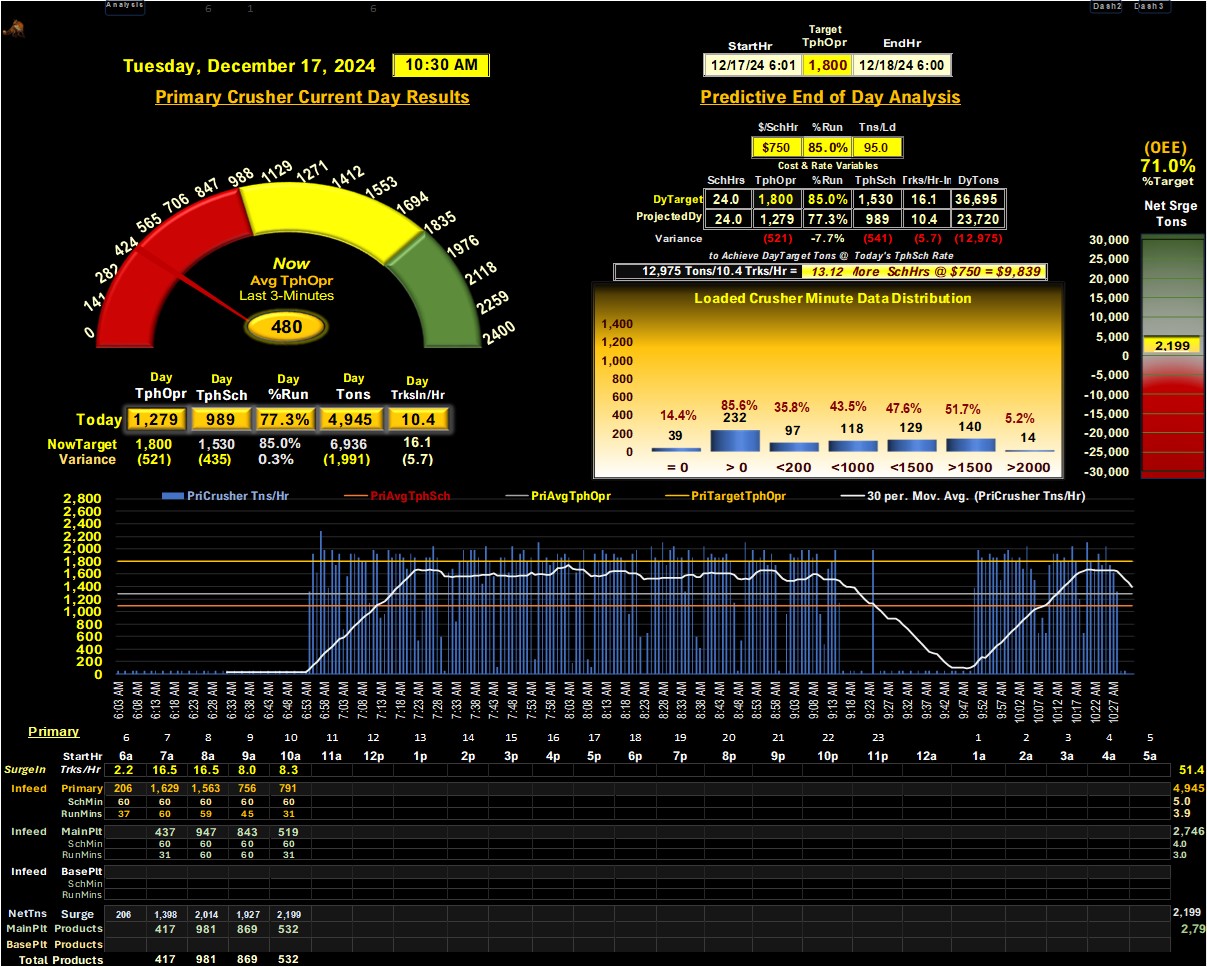 Analysis 6 1 6 Dash2 Dash3
Target
StartHr TphOpr EndHr
Tuesday, December 17, 2024 10:30 AM 12/17/24 6:01 1,800 12/18/24 6:00
Primary Crusher Current Day Results Predictive End of Day Analysis
$/SchHr %Run Tns/Ld
$750 85.0% 95.0
Cost & Rate Variables
(OEE)
71.0%
%Target
Net Srge
Tons
SchHrs TphOpr %Run TphSch Trks/Hr-In DyTons
DyTarget 24.0 1,800 85.0% 1,530 16.1 36,695
ProjectedDy 24.0 1,279 77.3% 989 10.4 23,720
Variance (521) -7.7% (541) (5.7) (12,975)
to Achieve DayTarget Tons @ Today's TphSch Rate
12,975 Tons/10.4 Trks/Hr = 13.12 More SchHrs @ $750 = $9,839
0 141 282 424 565 706 847 988 1129 1271 1412 1553 1694 1835 1976 2118 2259 2400
Now
Avg TphOpr
Last 3-Minutes
480
Loaded Crusher Minute Data Distribution
1,400
1,200
1,000
800
600
400
200
0
14.4% 85.6% 35.8% 43.5% 47.6% 51.7% 5.2%
39 232 97 118 129 140 14
= 0 > 0 <200 <1000 <1500 >1500 >2000
30,000
25,000
20,000
15,000
10,000
5,000
2,199
0
-5,000
-10,000
-15,000
-20,000
-25,000
-30,000
Day Day Day Day Day
TphOpr TphSch %Run Tons TrksIn/Hr
Today 1,279 989 77.3% 4,945 10.4
NowTarget 1,800 1,530 85.0% 6,936 16.1
Variance (521) (435) 0.3% (1,991) (5.7)
PriCrusher Tns/Hr PriAvgTphSch PriAvgTphOpr PriTargetTphOpr 30 per. Mov. Avg. (PriCrusher Tns/Hr)
2,800
2,600
2,400
2,200
2,000
1,800
1,600
1,400
1,200
1,000
800
600
400
200
0
6:03 AM 6:08 AM 6:13 AM 6:18 AM 6:23 AM 6:28 AM 6:33 AM 6:38 AM 6:43 AM 6:48 AM 6:53 AM 6:58 AM 7:03 AM 7:08 AM 7:13 AM 7:18 AM 7:23 AM 7:28 AM 7:33 AM 7:38 AM 7:43 AM 7:48 AM 7:53 AM 7:58 AM 8:03 AM 8:08 AM 8:13 AM 8:18 AM 8:23 AM 8:28 AM 8:33 AM 8:38 AM 8:43 AM 8:48 AM 8:53 AM 8:58 AM 9:03 AM 9:08 AM 9:13 AM 9:18 AM 9:23 AM 9:27 AM 9:32 AM 9:37 AM 9:42 AM 9:47 AM 9:52 AM 9:57 AM 10:02 AM 10:07 AM 10:12 AM 10:17 AM 10:22 AM 10:27 AM
Primary
6 7 8 9 10 11 12 13 14 15 16 17 18 19 20 21 22 23 1 2 3 4 5
StartHr 6a 7a 8a 9a 10a 11a 12p 1p 2p 3p 4p 5p 6p 7p 8p 9p 10p 11p 12a 1a 2a 3a 4a 5a
SurgeIn Trks/Hr 2.2 16.5 16.5 8.0 8.3 51.4
Infeed Primary 206 1,629 1,563 756 791 4,945
SchMin 60 60 60 60 60 5.0
RunMins 37 60 59 45 31 3.9
Infeed MainPlt 437 947 843 519 2,746
SchMin 60 60 60 60 4.0
RunMins 31 60 60 31 3.0
Infeed BasePlt
SchMin
RunMins
NetTns Surge 206 1,398 2,014 1,927 2,199 2,199
MainPlt Products 417 981 869 532 2,79
BasePlt Products
Total Products 417 981 869 532